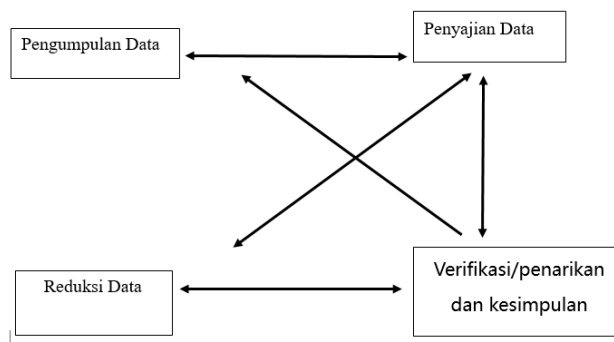 Pengumpulan Data
Penyajian Data
Reduksi Data
Verifikasi/penarikan
dan kesimpulan